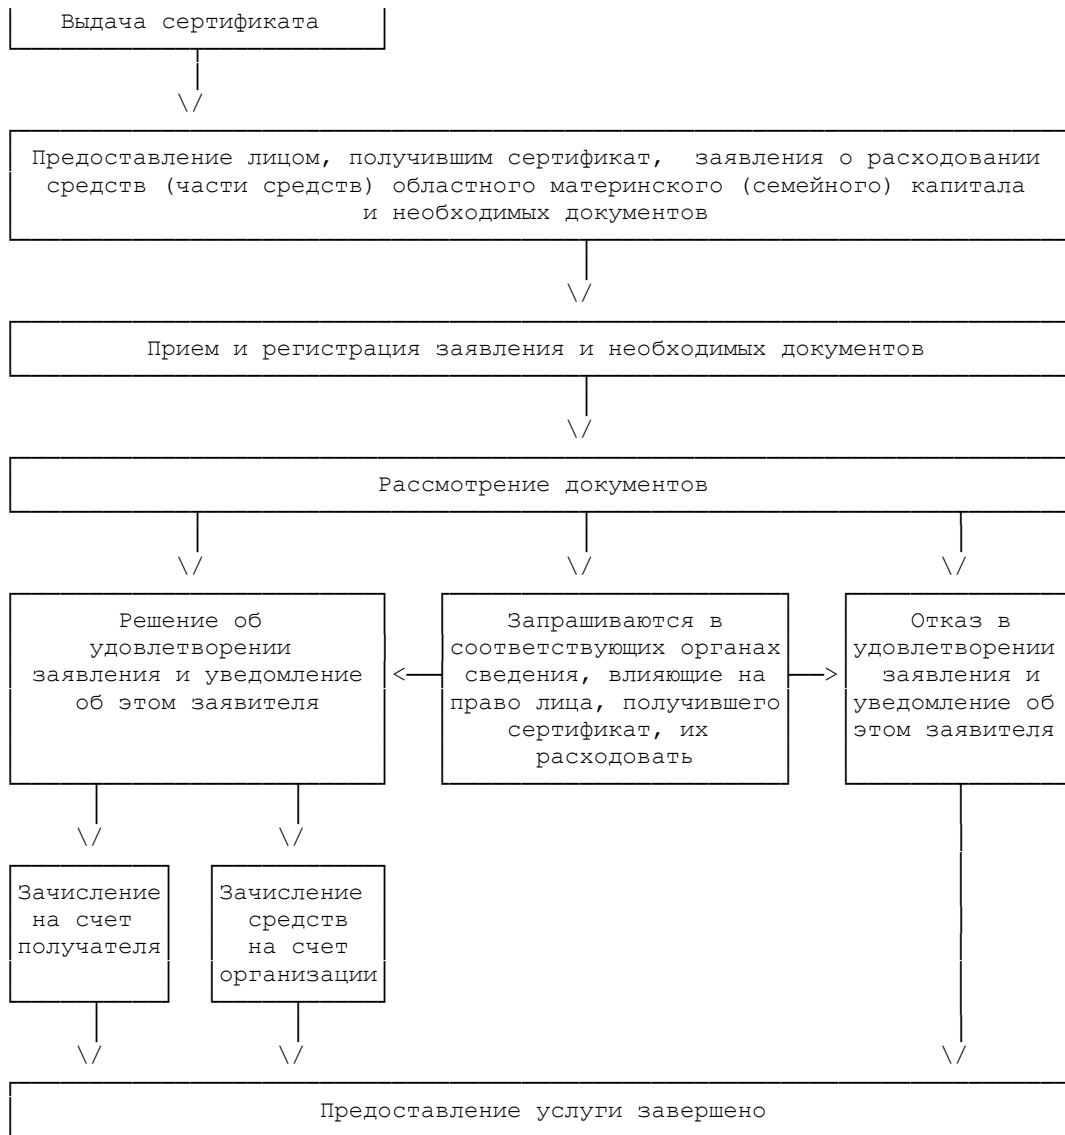 Выдача сертификата
Предоставление лицом, получившим сертификат, заявления о расходовании
средств (части средств) областного материнского (семейного) капитала
и необходимых документов
Прием и регистрация заявления и необходимых документов
Рассмотрение документов
Решение об
удовлетворении
заявления и уведомление
об этом заявителя
Запрашиваются в
соответствующих органах
сведения, влияющие на
право лица, получившего
сертификат, их
расходовать
Отказ в
удовлетворении
заявления и
уведомление об
этом заявителя
Зачисление
на счет
получателя
Зачисление
средств
на счет
организации
Предоставление услуги завершено